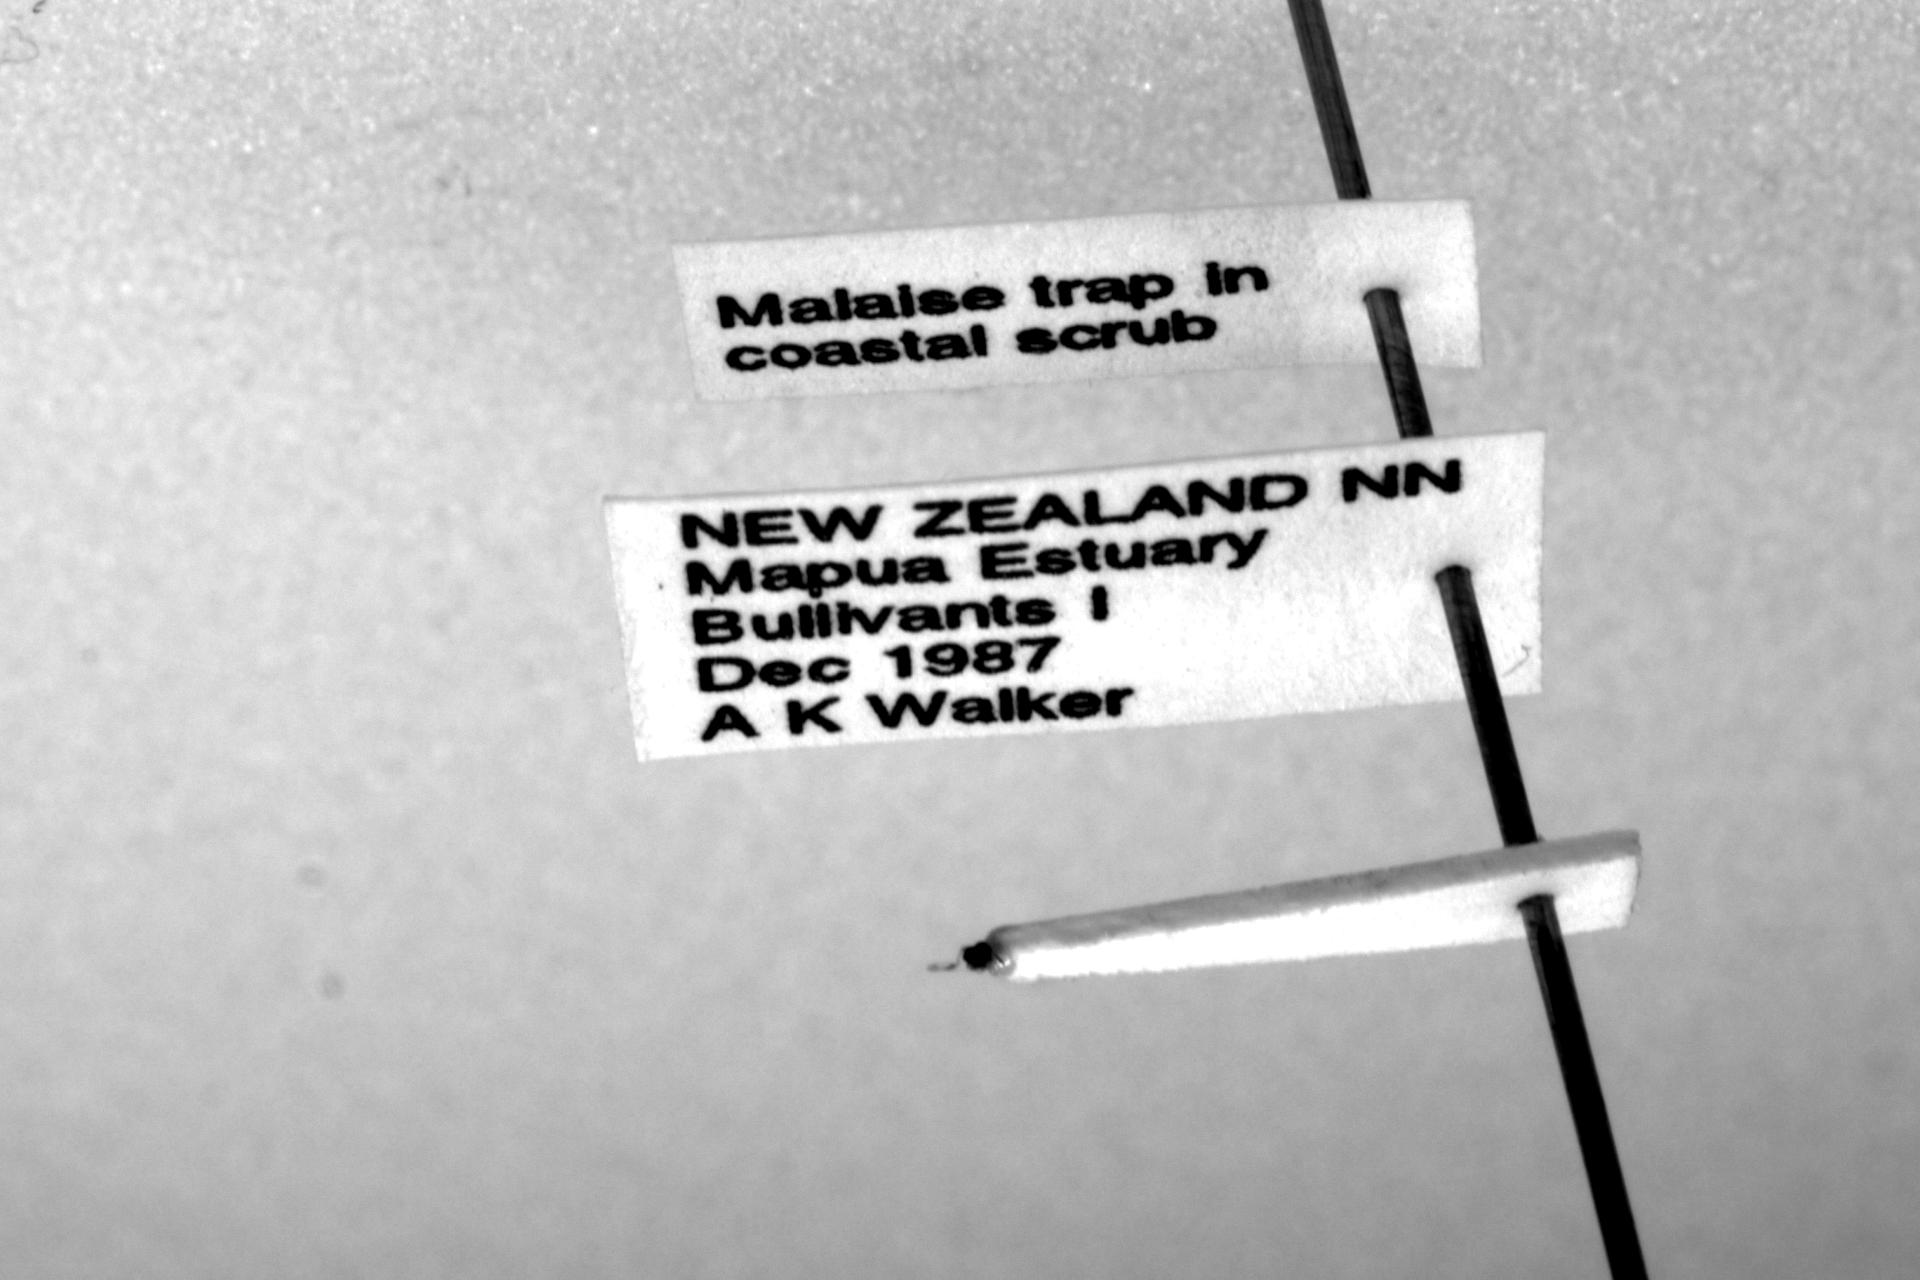 Malaise trap in
coastal scrub
NEW ZEALAND NN
Mapua Estuary
Bullivants I
Dec 1987
A K Walker